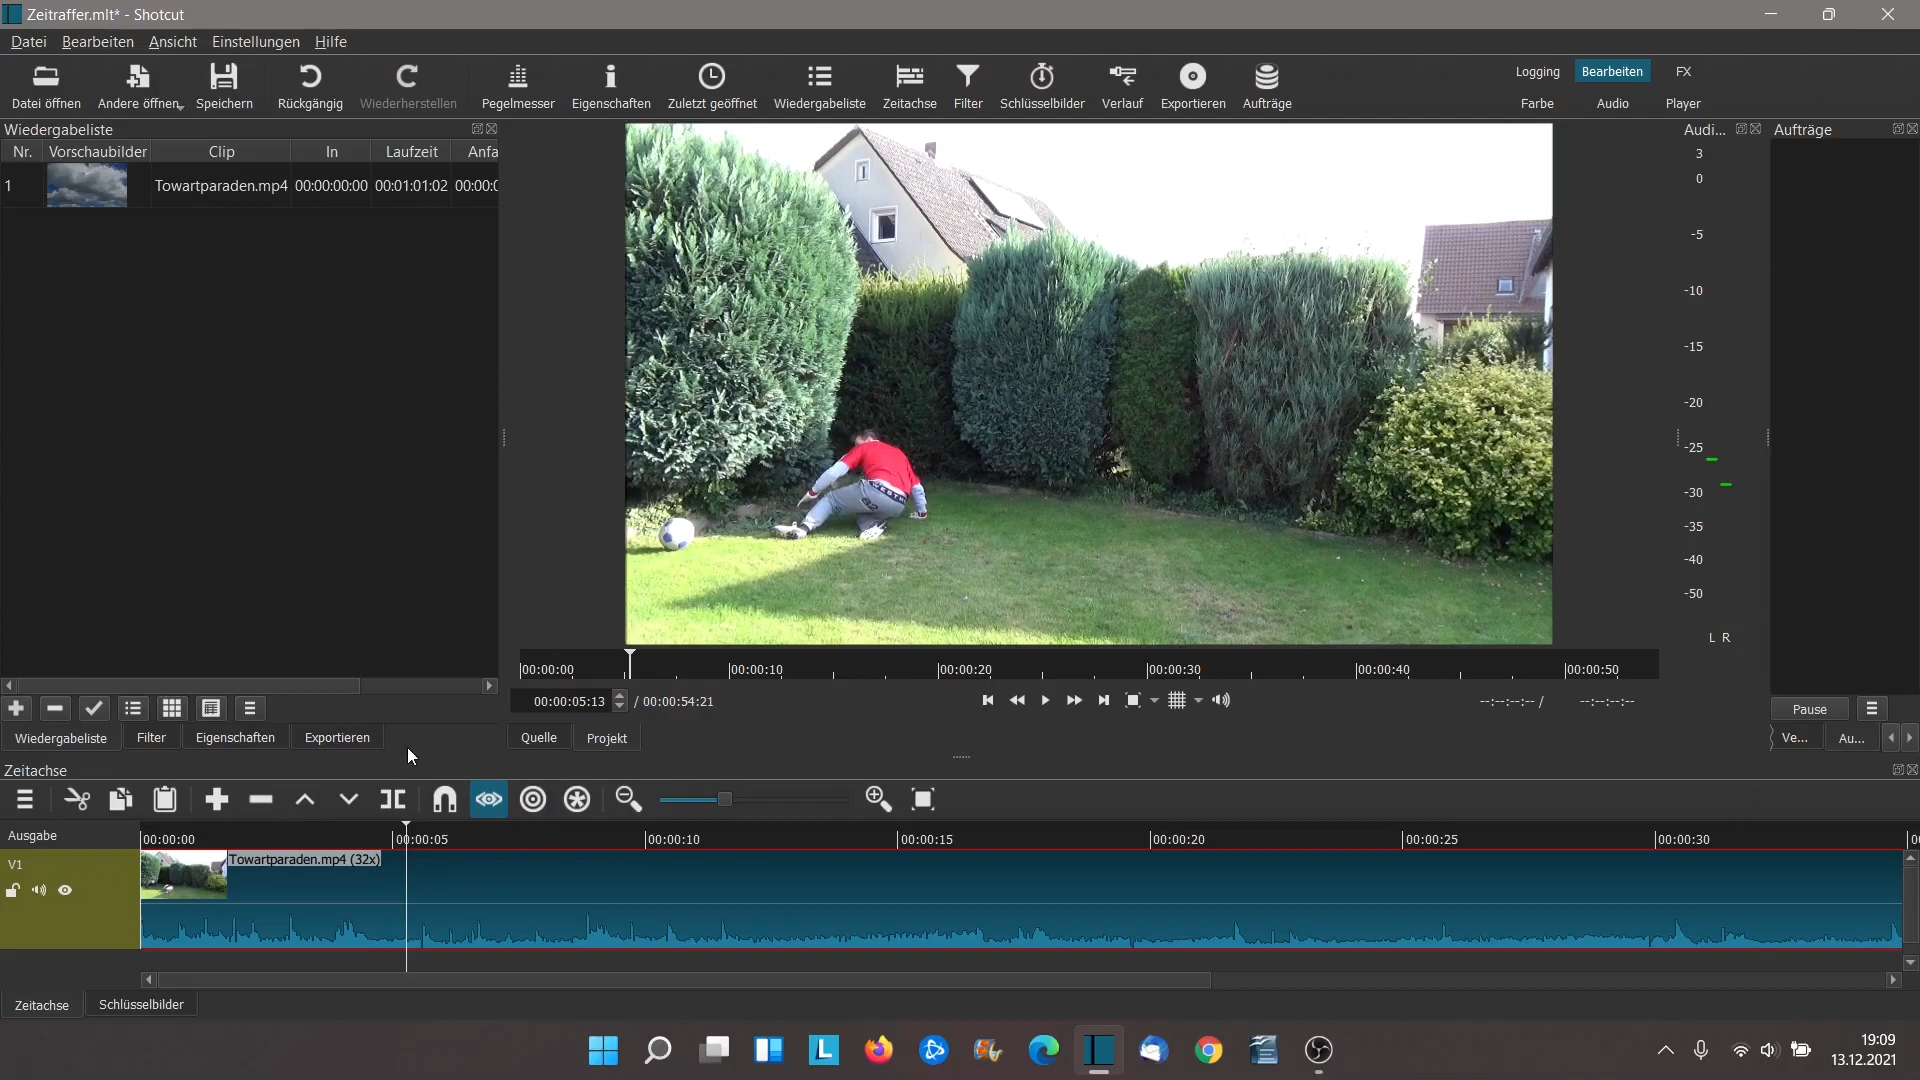 Zeitraffer.mlt* - Shotcut
Datei Bearbeiten Ansicht Einstellungen Hilfe
Datei öffnen Andere öffnen Speichern Rückgängig Wiederherstellen Pegelmesser Eigenschaften Zuletzt geöffnet Wiedergabeliste Zeitachse Filter Schlüsselbilder Verlauf Exportieren Aufträge
Logging Bearbeiten FX
Farbe Audio Player
Wiedergabeliste
Nr. Vorschaubilder Clip In Laufzeit Anfa
1 Towartparaden.mp4 00:00:00:00 00:01:01:02 00:00:0
Audi... Aufträge
3
0
-5
-10
-15
-20
-25
-30
-35
-40
-50
L R
00:00:00 00:00:10 00:00:20 00:00:30 00:00:40 00:00:50
00:00:05:13 / 00:00:54:21 --:--:--:-- / --:--:--:--
Pause
Wiedergabeliste Filter Eigenschaften Exportieren Quelle Projekt Ve... Au...
Zeitachse
Ausgabe 00:00:00 00:00:05 00:00:10 00:00:15 00:00:20 00:00:25 00:00:30
V1 Towartparaden.mp4 (32x)
Zeitachse Schlüsselbilder
L
19:09
13.12.2021